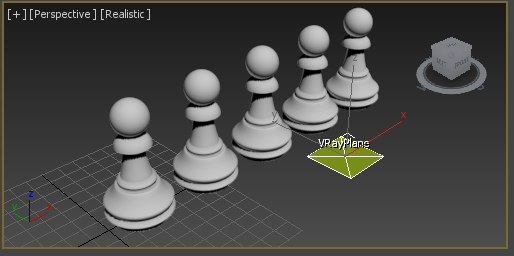 [+] [Perspective] [Realistic]
z
x
y
VRayPlane
z
y
x